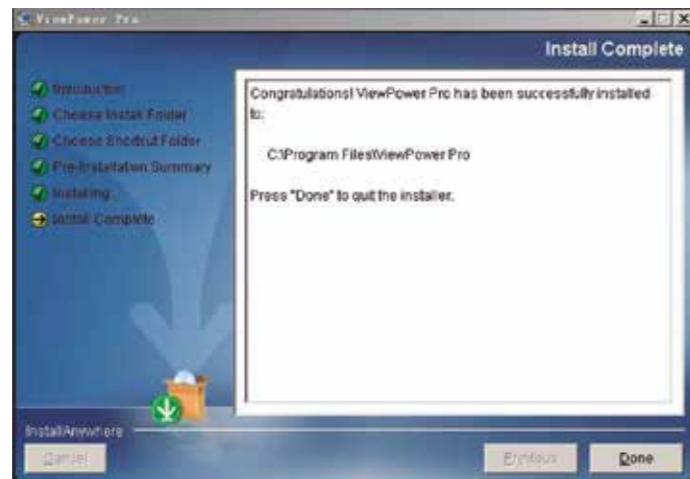 ViewPower Pro
Install Complete
Introduction
Choose Install Folder
Choose Shortcut Folder
Pre-Installation Summary
Installing...
Install Complete
Congratulations! ViewPower Pro has been successfully installed
to:
C:\Program Files\ViewPower Pro
Press "Done" to quit the installer.
InstallAnywhere
Cancel
Previous
Done